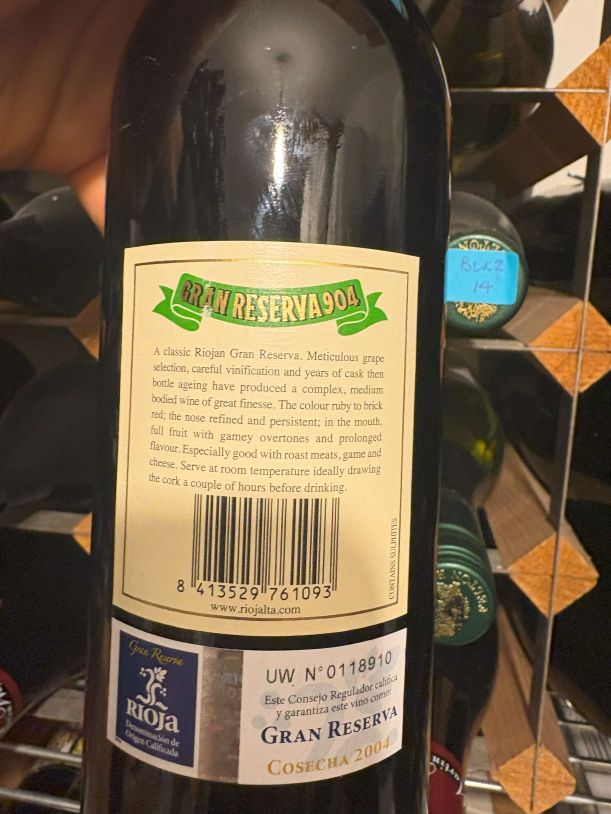 GRAN RESERVA 904
A classic Riojan Gran Reserva. Meticulous grape
selection, careful vinification and years of cask then
bottle ageing have produced a complex, medium
bodied wine of great finesse. The colour ruby to brick
red; the nose refined and persistent; in the mouth,
full fruit with gamey overtones and prolonged
flavour. Especially good with roast meats, game and
cheese. Serve at room temperature ideally drawing
the cork a couple of hours before drinking.
CONTAINS SULPHITES
8 413529 761093
www.riojalta.com
Gran Reserva
RIOJa
Denominación de
Origen Calificada
UW N° 0118910
Este Consejo Regulador califica
y garantiza este vino como:
GRAN RESERVA
COSECHA 2004
BLK2
14